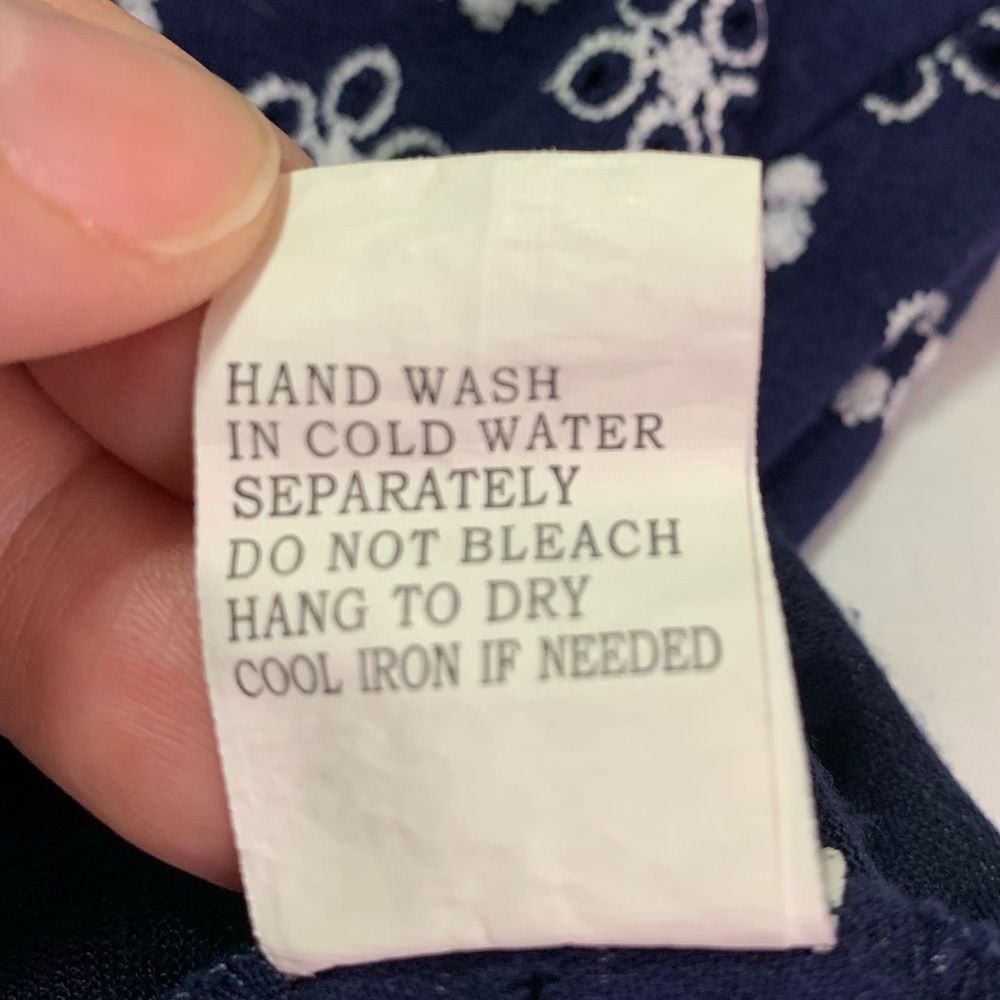 HAND WASH
IN COLD WATER
SEPARATELY
DO NOT BLEACH
HANG TO DRY
COOL IRON IF NEEDED